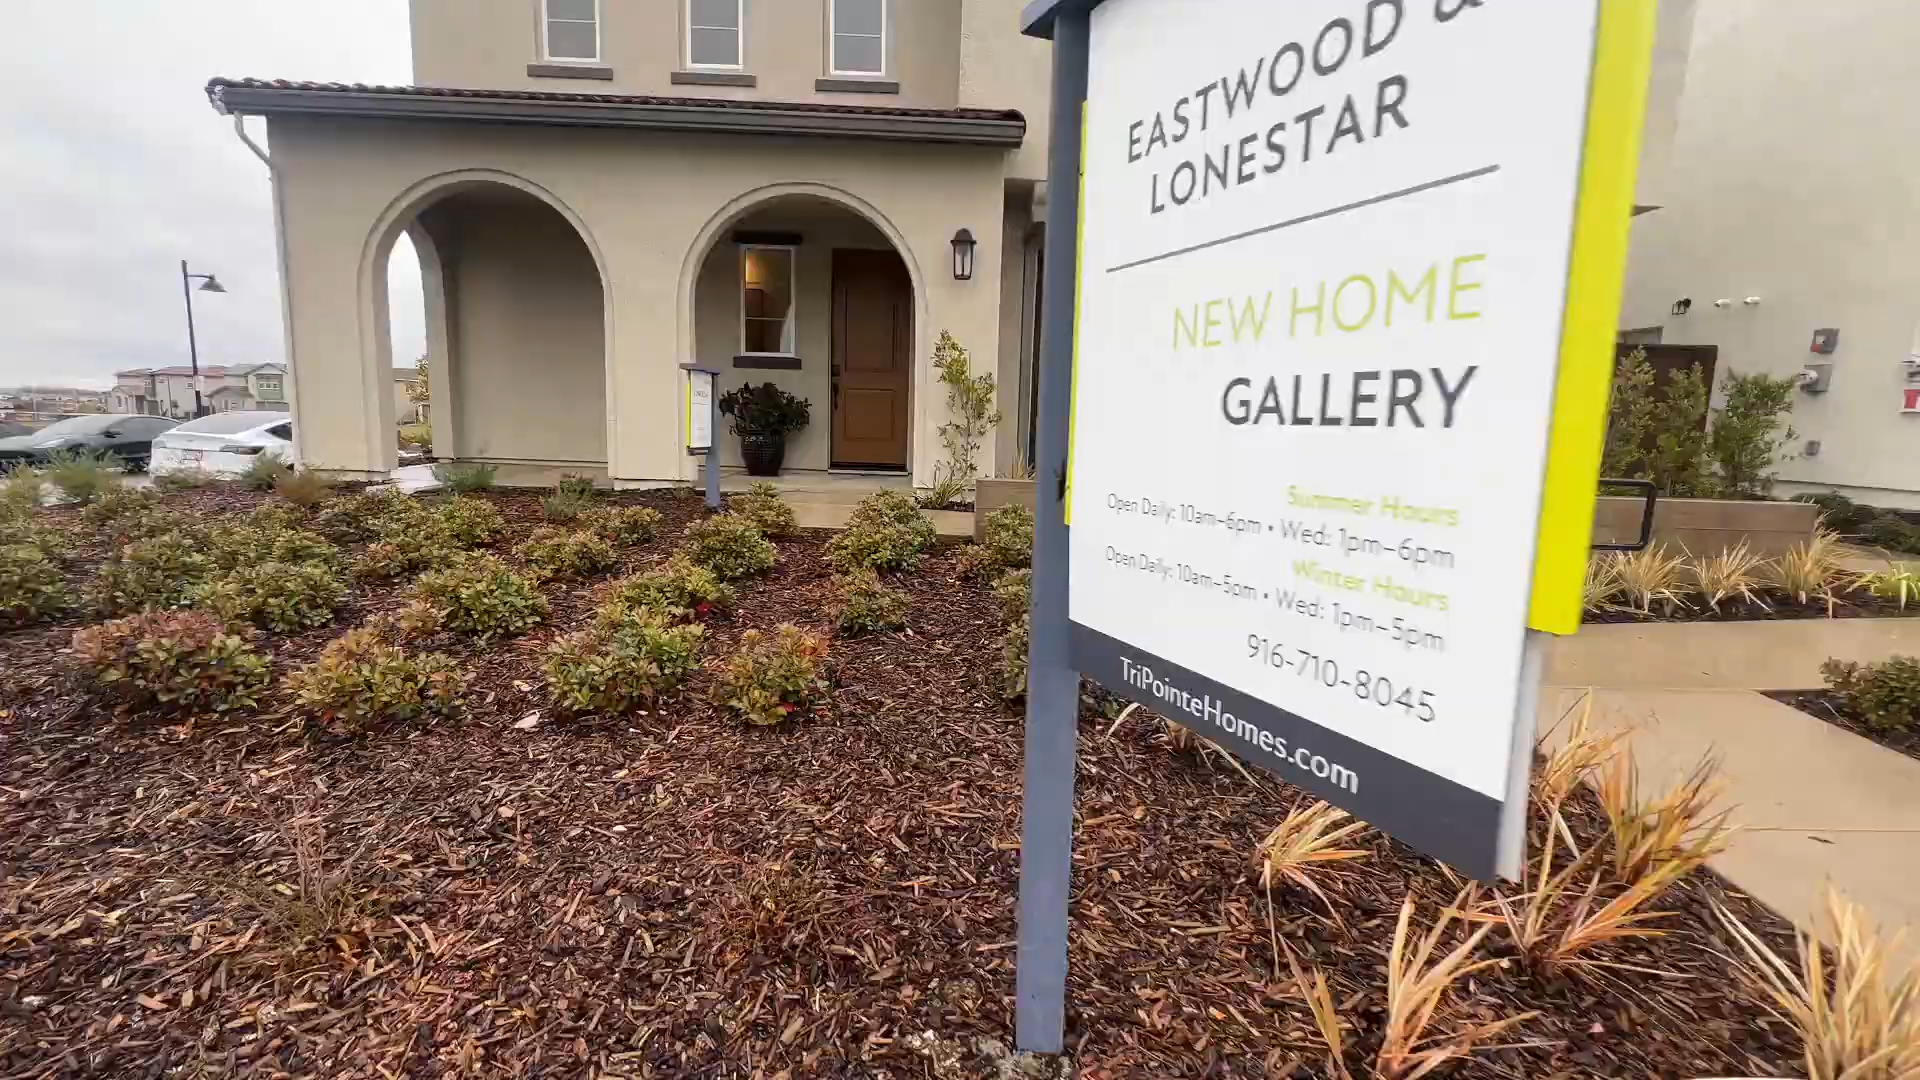 EASTWOOD &
LONESTAR
NEW HOME
GALLERY
Summer Hours
Open Daily: 10am–6pm • Wed: 1pm–6pm
Winter Hours
Open Daily: 10am–5pm • Wed: 1pm–5pm
916-710-8045
TriPointeHomes.com